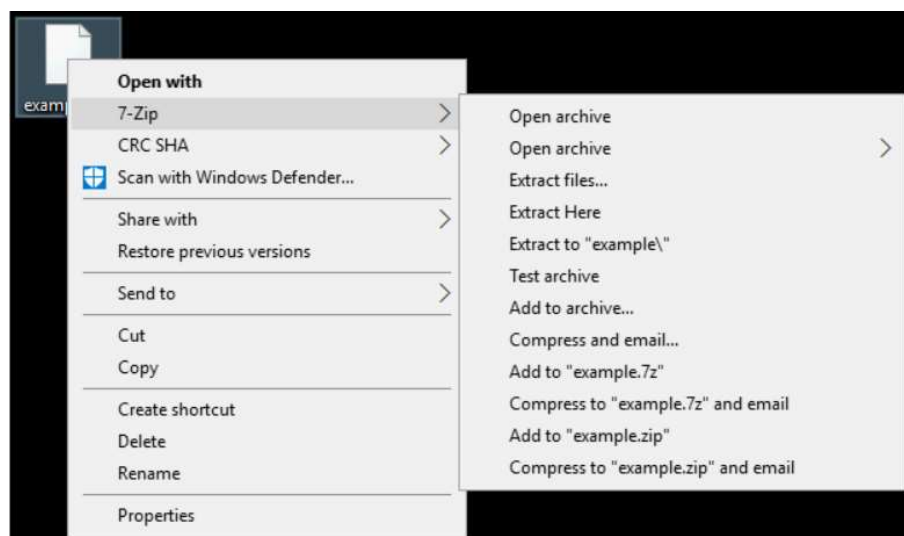 exam
Open with
7-Zip
CRC SHA
Scan with Windows Defender...
Share with
Restore previous versions
Send to
Cut
Copy
Create shortcut
Delete
Rename
Properties
Open archive
Open archive
Extract files...
Extract Here
Extract to "example\"
Test archive
Add to archive...
Compress and email...
Add to "example.7z"
Compress to "example.7z" and email
Add to "example.zip"
Compress to "example.zip" and email